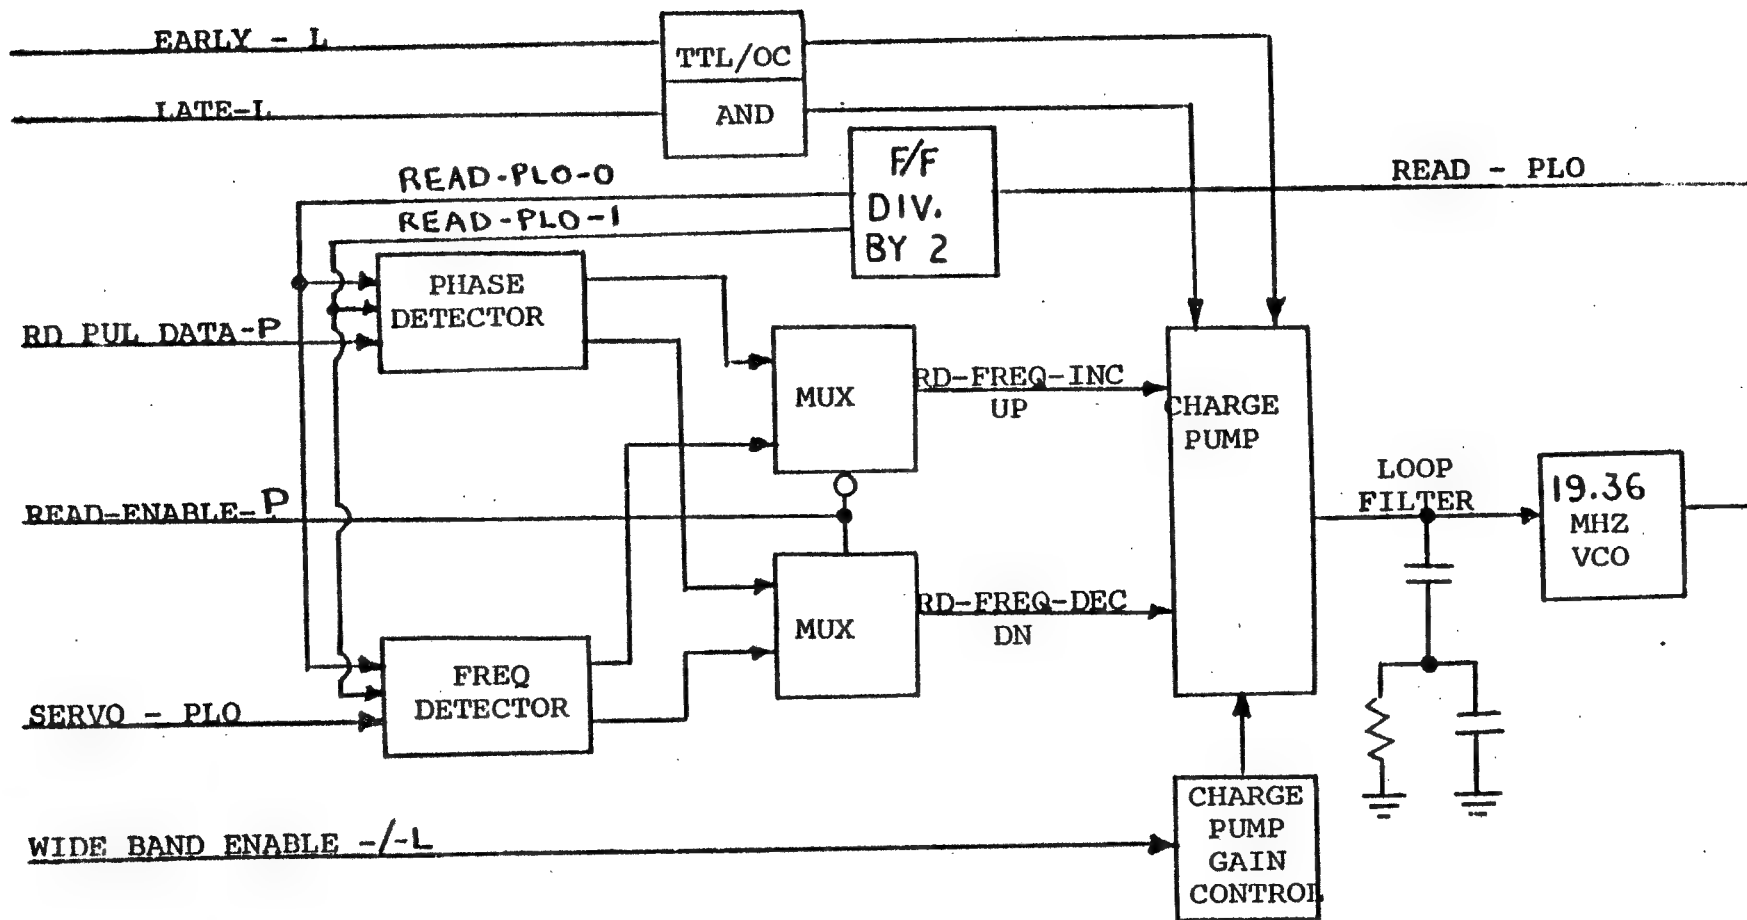 EARLY - L
TTL/OC
LATE-L
AND
READ-PLO-0
F/F
DIV.
BY 2
READ - PLO
READ-PLO-1
PHASE
DETECTOR
RD PUL DATA-P
MUX
RD-FREQ-INC
UP
CHARGE
PUMP
LOOP
FILTER
19.36
MHZ
VCO
READ-ENABLE-P
MUX
RD-FREQ-DEC
DN
FREQ
DETECTOR
SERVO - PLO
CHARGE
PUMP
GAIN
CONTROL
WIDE BAND ENABLE -/-L